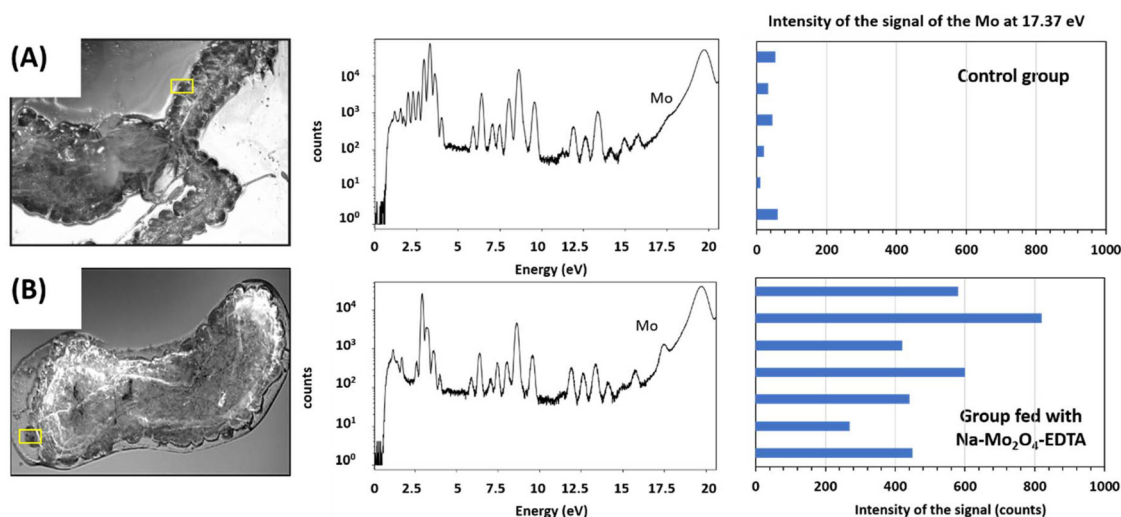 Intensity of the signal of the Mo at 17.37 eV
(A)
counts
10⁴
10³
10²
10¹
10⁰
Mo
0 2.5 5 7.5 10 12.5 15 17.5 20
Energy (eV)
Control group
0 200 400 600 800 1000
(B)
counts
10⁴
10³
10²
10¹
10⁰
Mo
0 2.5 5 7.5 10 12.5 15 17.5 20
Energy (eV)
Group fed with
Na-Mo₂O₄-EDTA
0 200 400 600 800 1000
Intensity of the signal (counts)